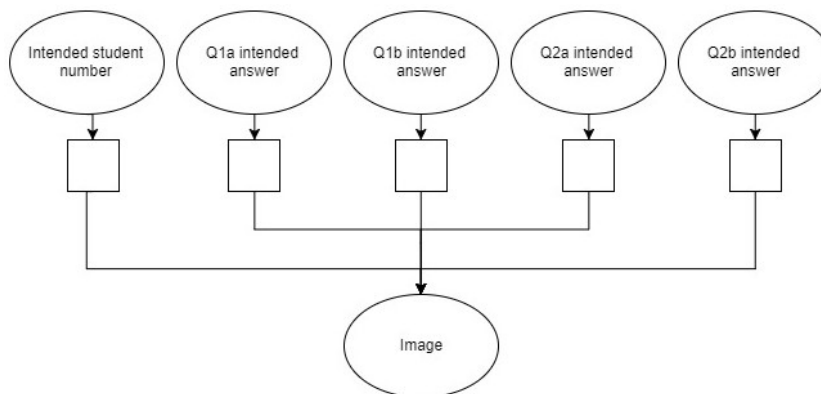 Intended student
number
Q1a intended
answer
Q1b intended
answer
Q2a intended
answer
Q2b intended
answer
Image